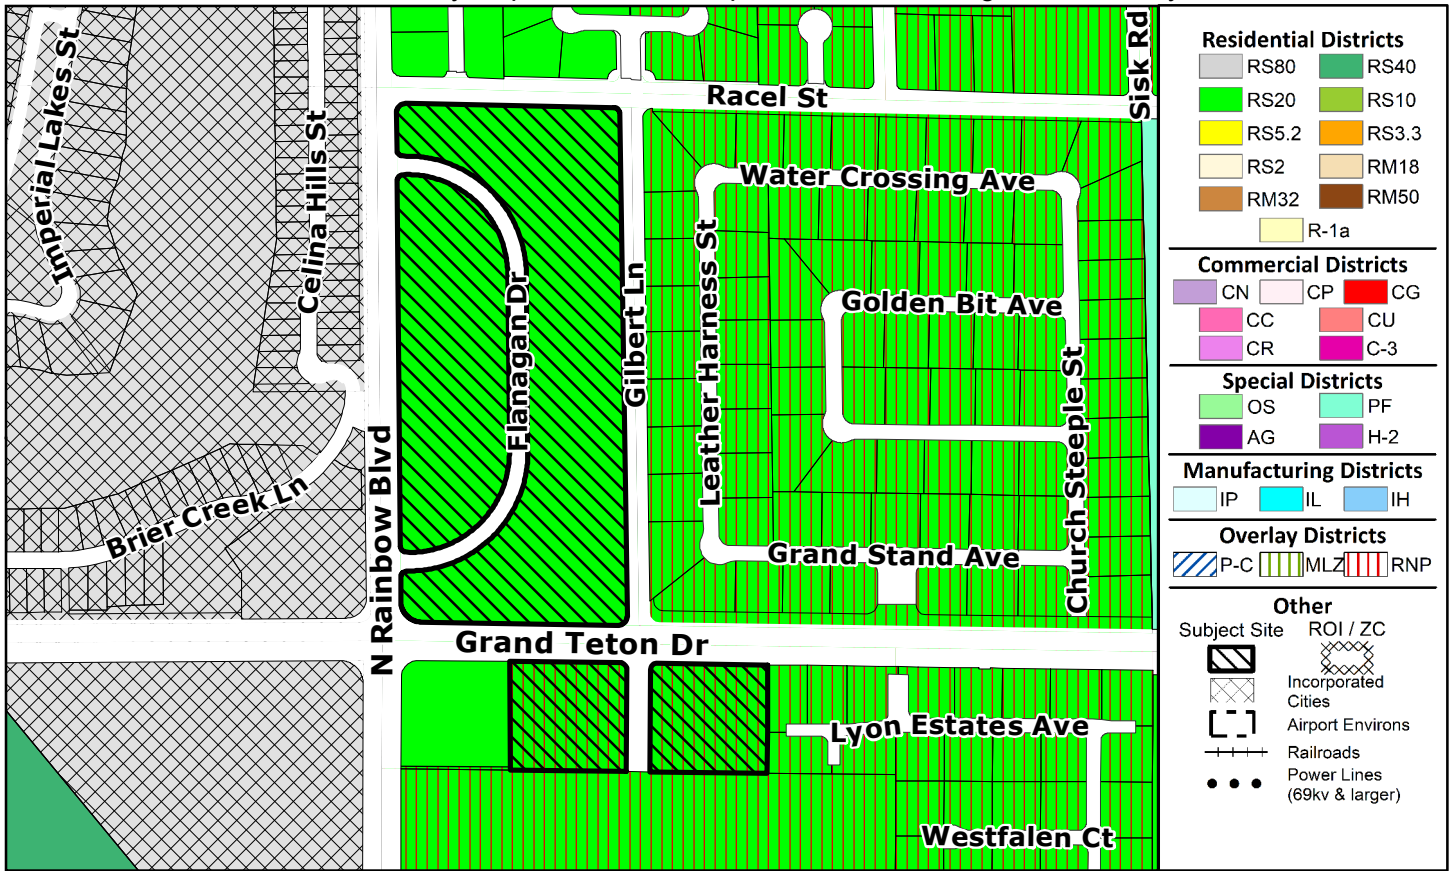 Imperial Lakes St
Celina Hills St
Racel St
Sisk Rd
Water Crossing Ave
Leather Harness St
Golden Bit Ave
Gilbert Ln
Flanagan Dr
N Rainbow Blvd
Brier Creek Ln
Church Steeple St
Grand Stand Ave
Grand Teton Dr
Lyon Estates Ave
Westfalen Ct
Residential Districts
RS80 RS40
RS20 RS10
RS5.2 RS3.3
RS2 RM18
RM32 RM50
R-1a
Commercial Districts
CN CP CG
CC CU
CR C-3
Special Districts
OS PF
AG H-2
Manufacturing Districts
IP IL IH
Overlay Districts
P-C MLZ RNP
Other
Subject Site ROI / ZC
Incorporated
Cities
Airport Environs
Railroads
Power Lines
(69kv & larger)